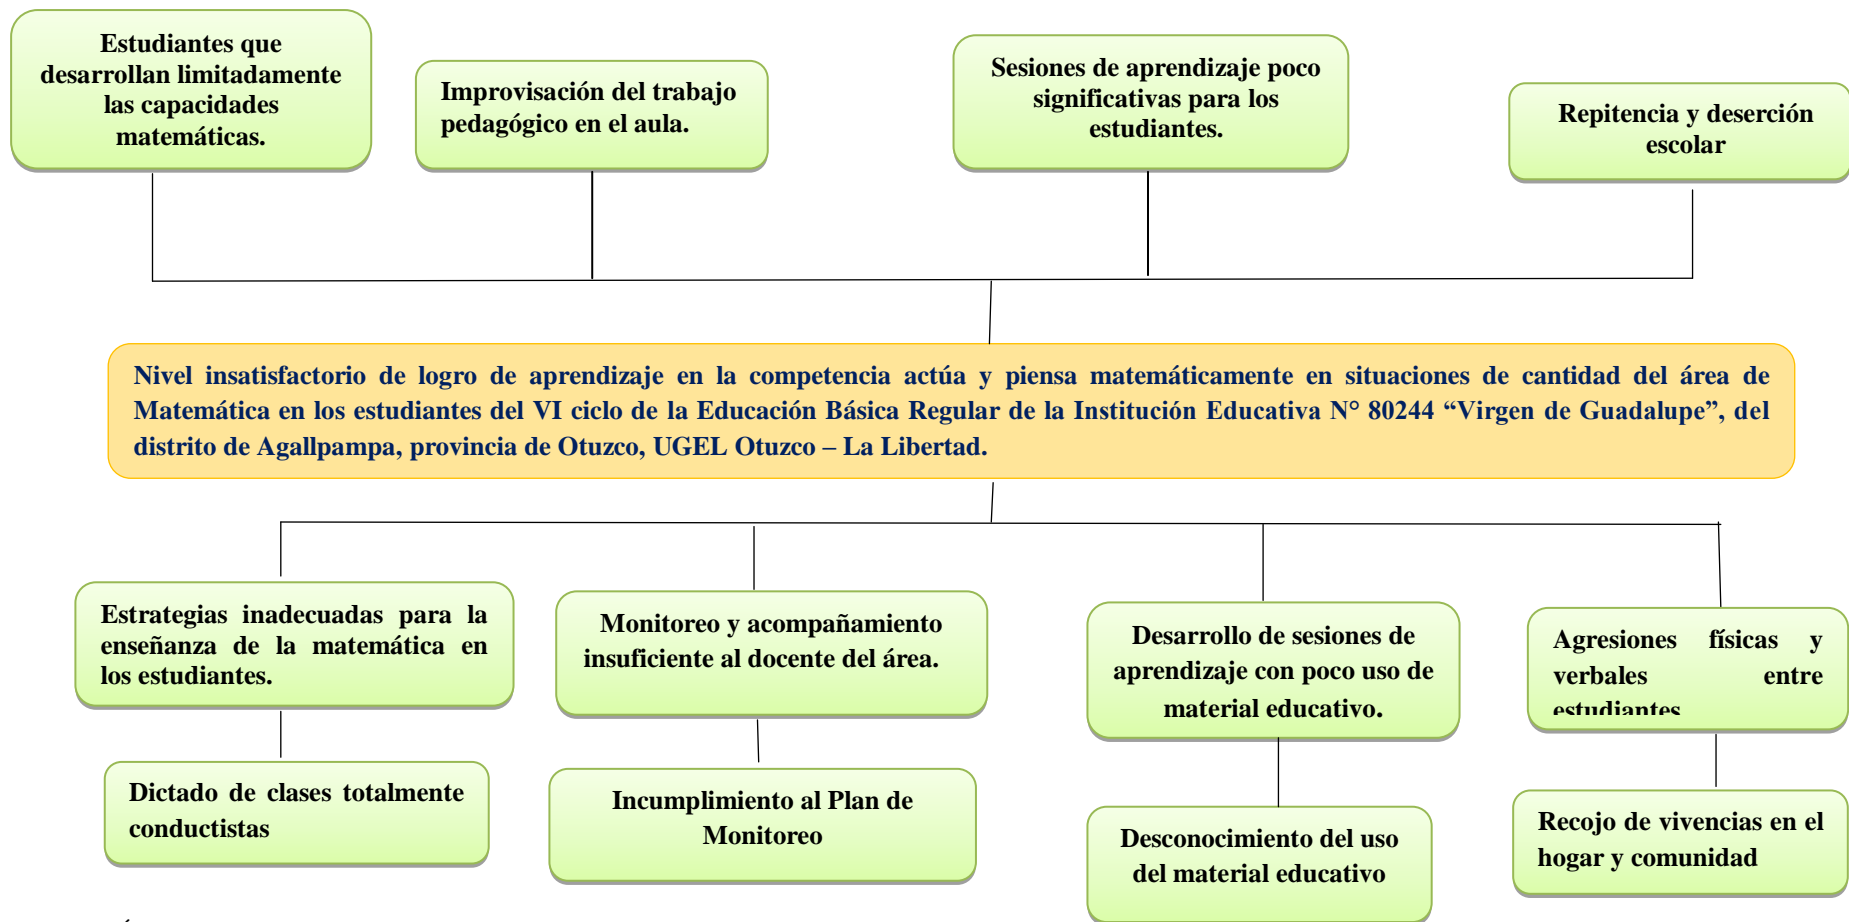 Estudiantes que
desarrollan limitadamente
las capacidades
matemáticas.
Improvisación del trabajo
pedagógico en el aula.
Sesiones de aprendizaje poco
significativas para los
estudiantes.
Repitencia y deserción
escolar
Nivel insatisfactorio de logro de aprendizaje en la competencia actúa y piensa matemáticamente en situaciones de cantidad del área de
Matemática en los estudiantes del VI ciclo de la Educación Básica Regular de la Institución Educativa N° 80244 “Virgen de Guadalupe”, del
distrito de Agallpampa, provincia de Otuzco, UGEL Otuzco – La Libertad.
Estrategias inadecuadas para la
enseñanza de la matemática en
los estudiantes.
Monitoreo y acompañamiento
insuficiente al docente del área.
Desarrollo de sesiones de
aprendizaje con poco uso de
material educativo.
Agresiones físicas y
verbales entre
estudiantes
Dictado de clases totalmente
conductistas
Incumplimiento al Plan de
Monitoreo
Desconocimiento del uso
del material educativo
Recojo de vivencias en el
hogar y comunidad